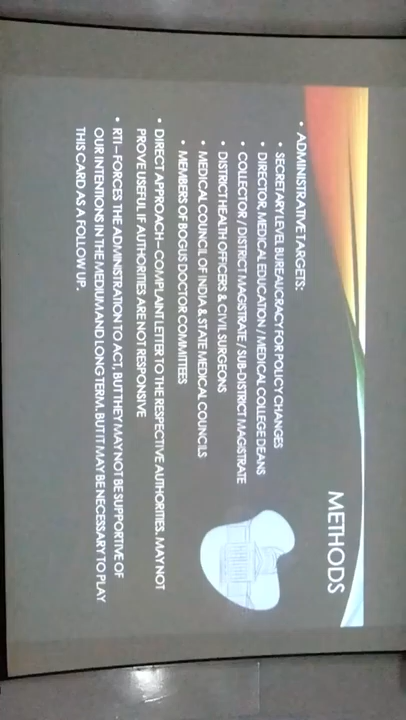 METHODS
• ADMINISTRATIVE TARGETS:
• SECRETARY LEVEL BUREAUCRACY FOR POLICY CHANGES
• DIRECTOR, MEDICAL EDUCATION / MEDICAL COLLEGE DEANS
• COLLECTOR / DISTRICT MAGISTRATE / SUB-DISTRICT MAGISTRATE
• DISTRICT HEALTH OFFICERS & CIVIL SURGEONS
• MEDICAL COUNCIL OF INDIA & STATE MEDICAL COUNCILS
• MEMBERS OF BOGUS DOCTOR COMMITTIES
• DIRECT APPROACH – COMPLAINT LETTER TO THE RESPECTIVE AUTHORITIES. MAY NOT
PROVE USEFUL IF AUTHORITIES ARE NOT RESPONSIVE
• RTI – FORCES THE ADMINISTRATION TO ACT, BUT THEY MAY NOT BE SUPPORTIVE OF
OUR INTENTIONS IN THE MEDIUM AND LONG TERM. BUT IT MAY BE NECESSARY TO PLAY
THIS CARD AS A FOLLOW UP.